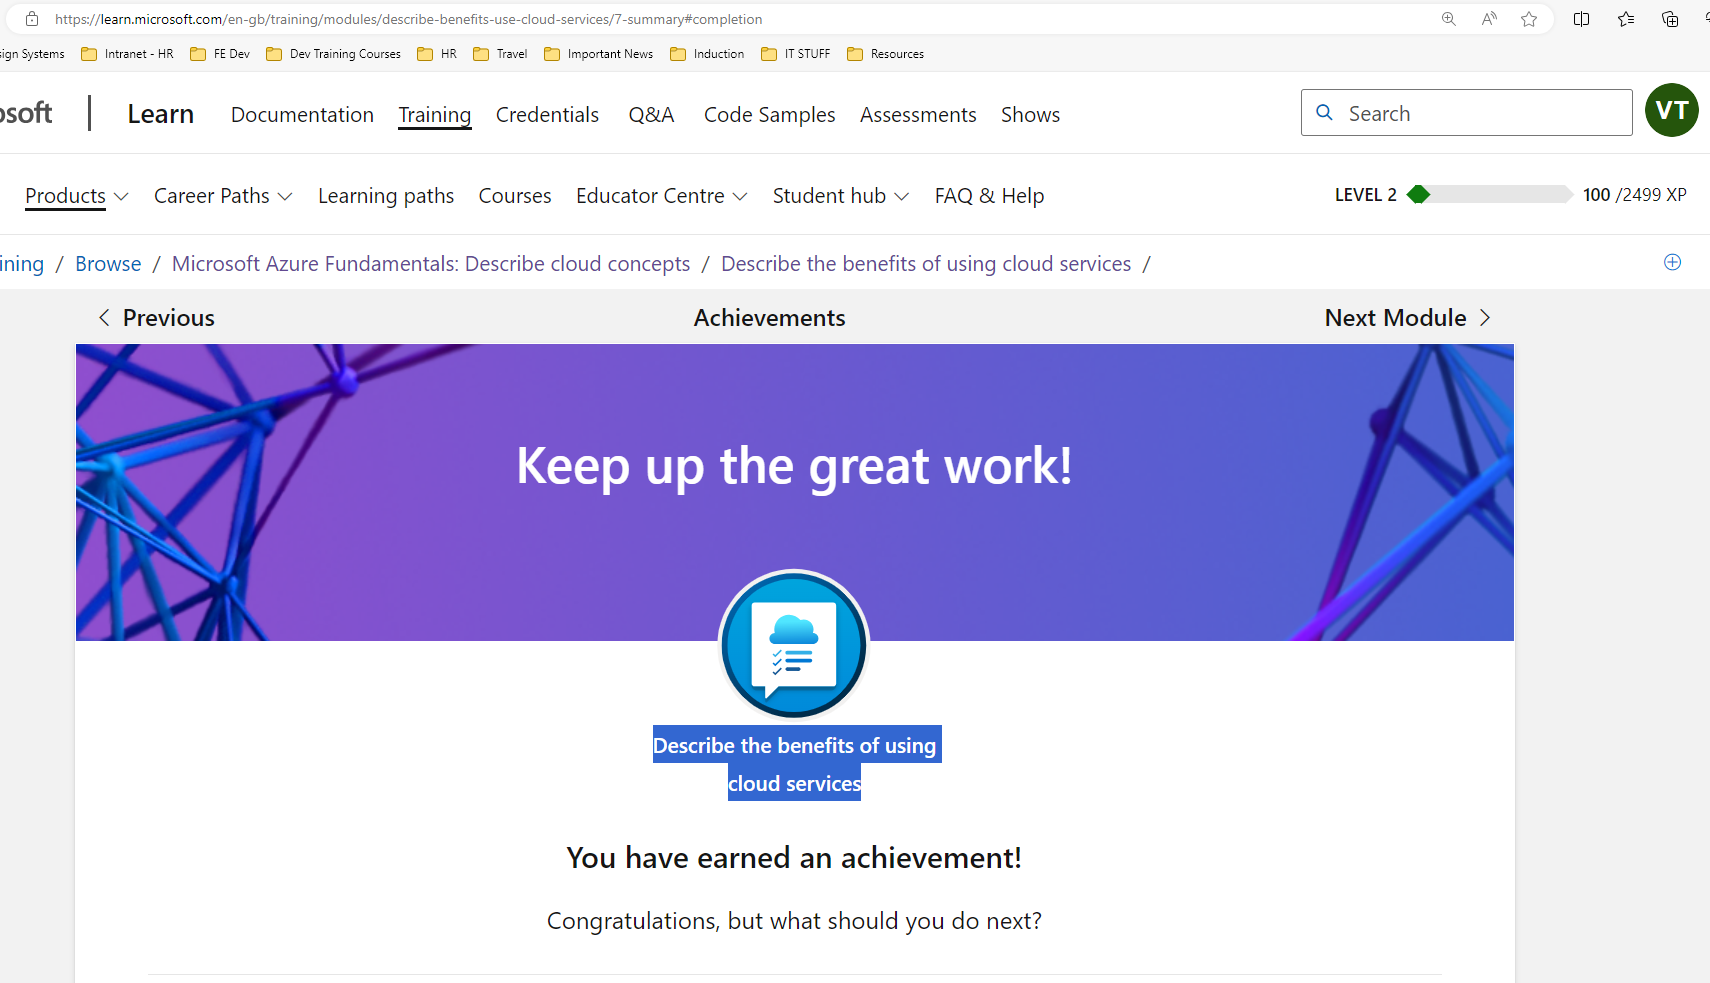 https://learn.microsoft.com/en-gb/training/modules/describe-benefits-use-cloud-services/7-summary#completion
sign Systems Intranet - HR FE Dev Dev Training Courses HR Travel Important News Induction IT STUFF Resources
osoft Learn Documentation Training Credentials Q&A Code Samples Assessments Shows Search VT
Products Career Paths Learning paths Courses Educator Centre Student hub FAQ & Help LEVEL 2 100 /2499 XP
ining / Browse / Microsoft Azure Fundamentals: Describe cloud concepts / Describe the benefits of using cloud services /
Previous Achievements Next Module
Keep up the great work!
Describe the benefits of using
cloud services
You have earned an achievement!
Congratulations, but what should you do next?